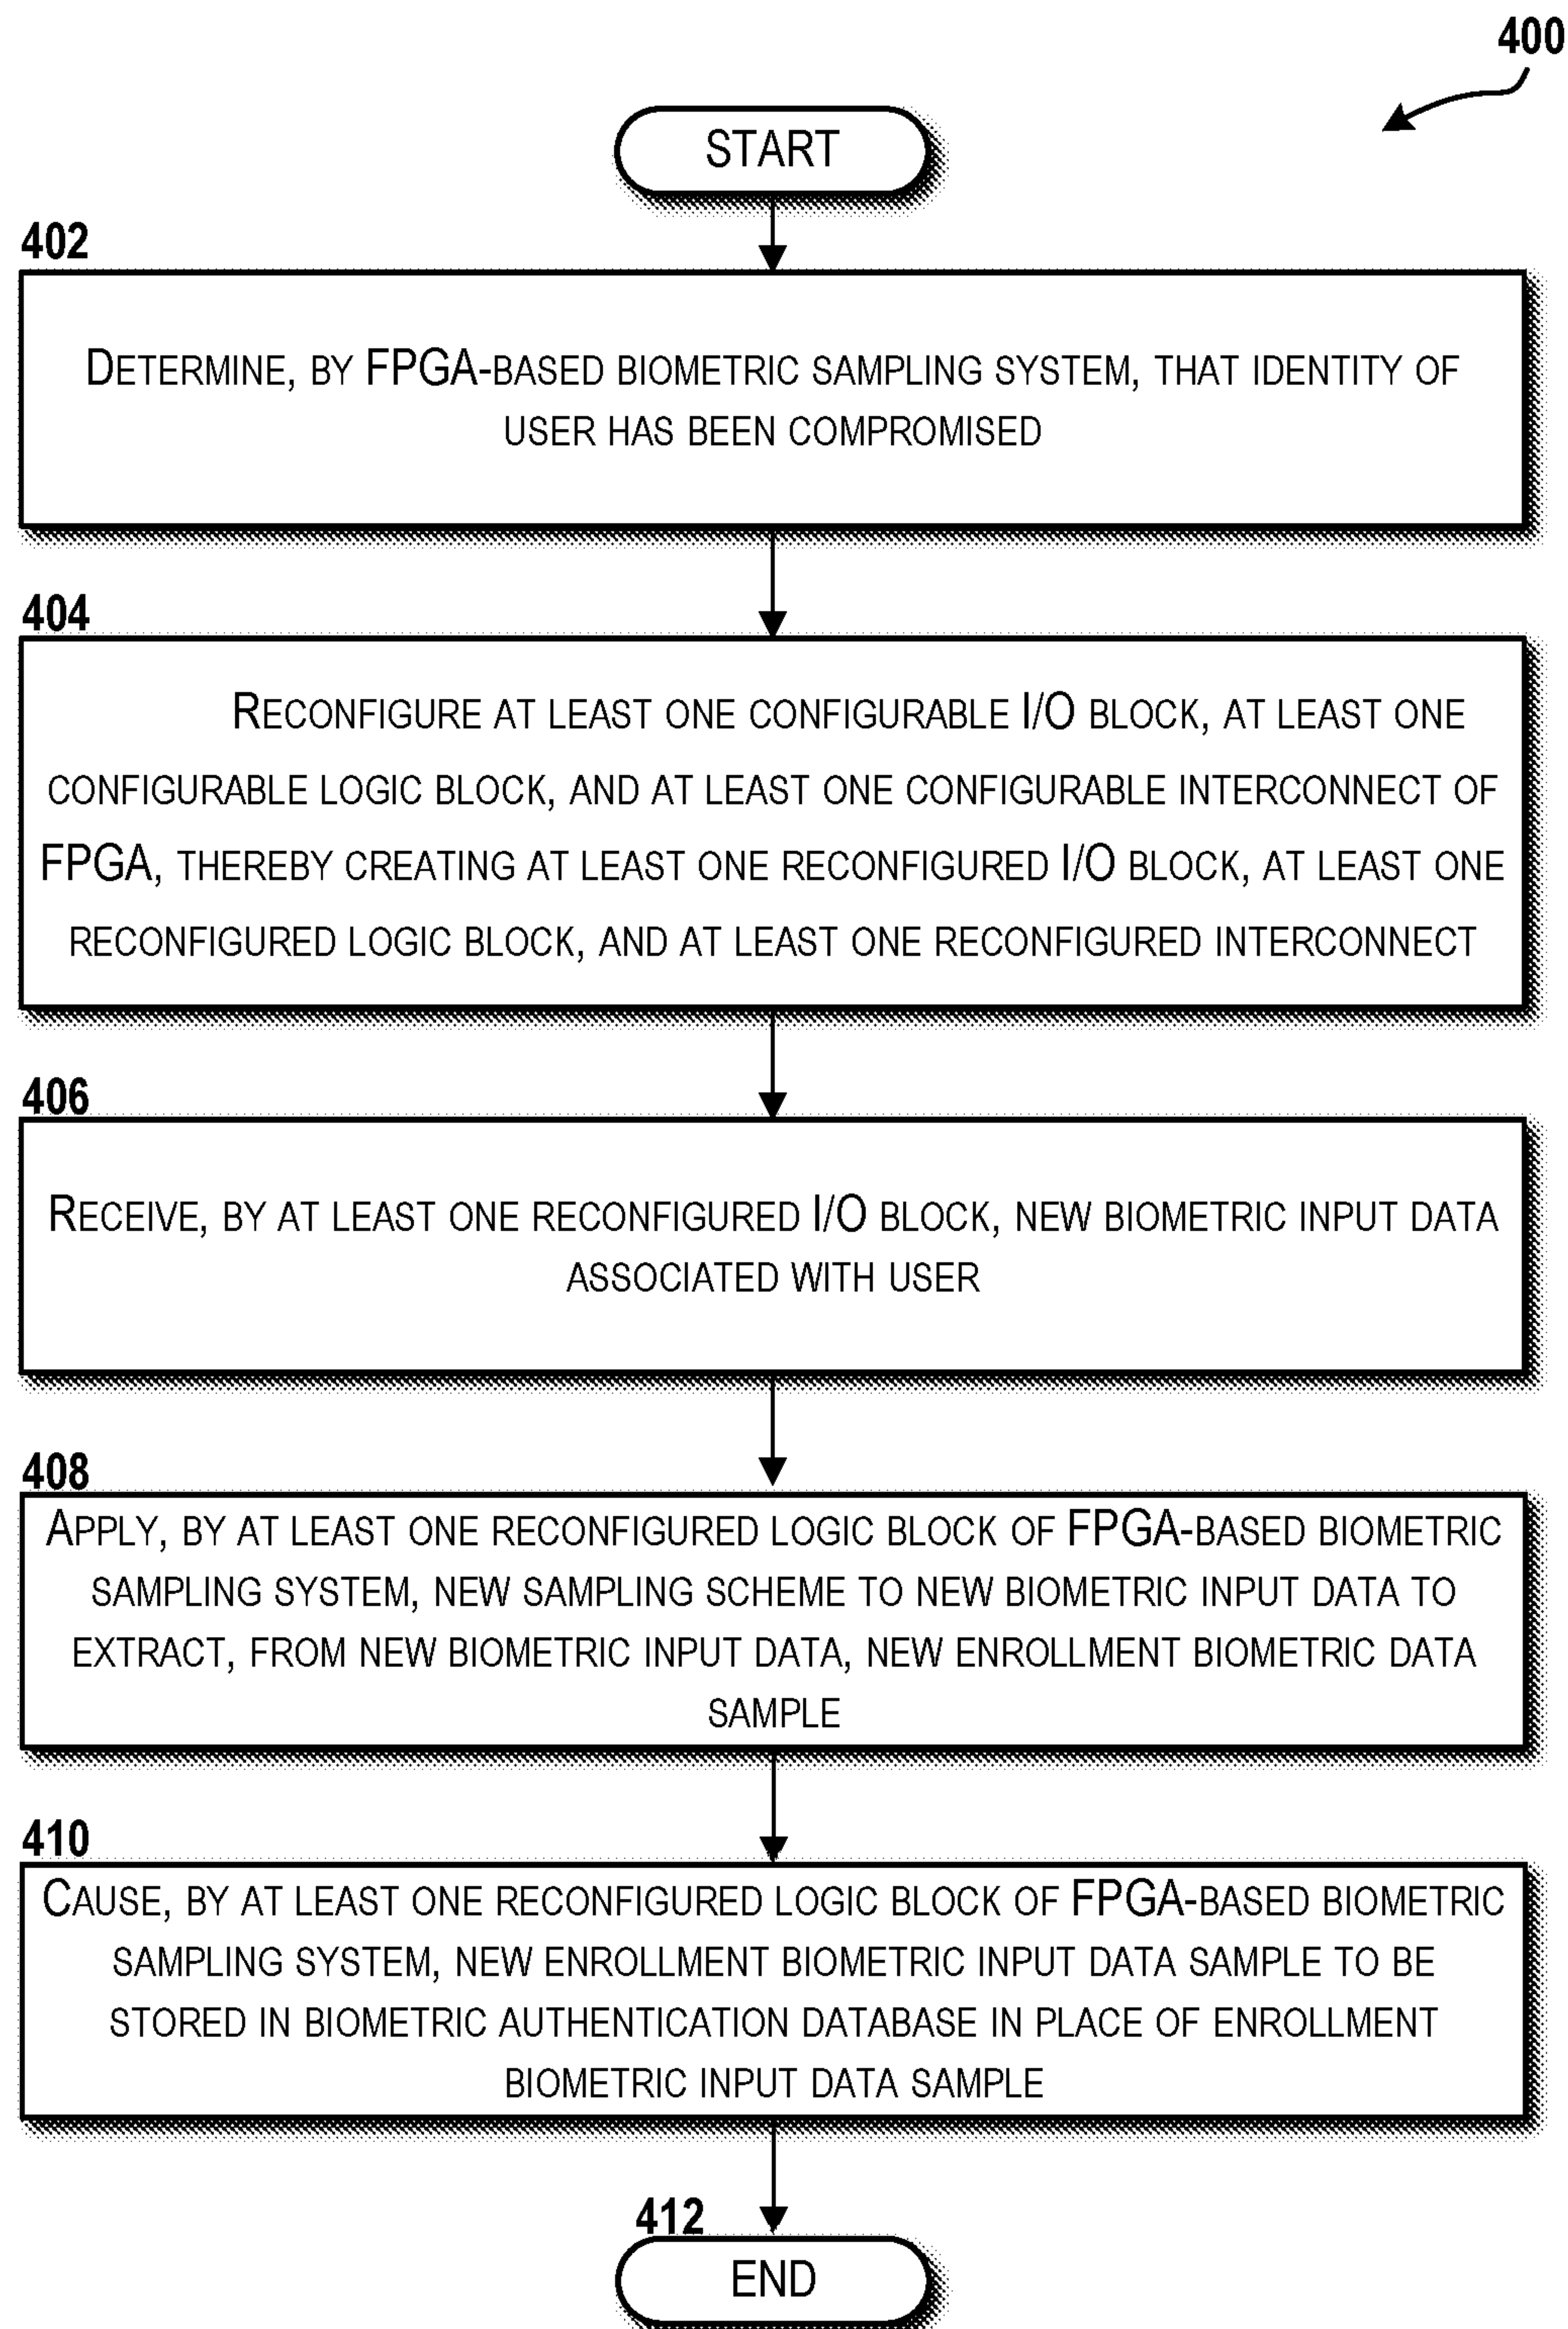 400
START
402
DETERMINE, BY FPGA-BASED BIOMETRIC SAMPLING SYSTEM, THAT IDENTITY OF
USER HAS BEEN COMPROMISED
404
RECONFIGURE AT LEAST ONE CONFIGURABLE I/O BLOCK, AT LEAST ONE
CONFIGURABLE LOGIC BLOCK, AND AT LEAST ONE CONFIGURABLE INTERCONNECT OF
FPGA, THEREBY CREATING AT LEAST ONE RECONFIGURED I/O BLOCK, AT LEAST ONE
RECONFIGURED LOGIC BLOCK, AND AT LEAST ONE RECONFIGURED INTERCONNECT
406
RECEIVE, BY AT LEAST ONE RECONFIGURED I/O BLOCK, NEW BIOMETRIC INPUT DATA
ASSOCIATED WITH USER
408
APPLY, BY AT LEAST ONE RECONFIGURED LOGIC BLOCK OF FPGA-BASED BIOMETRIC
SAMPLING SYSTEM, NEW SAMPLING SCHEME TO NEW BIOMETRIC INPUT DATA TO
EXTRACT, FROM NEW BIOMETRIC INPUT DATA, NEW ENROLLMENT BIOMETRIC DATA
SAMPLE
410
CAUSE, BY AT LEAST ONE RECONFIGURED LOGIC BLOCK OF FPGA-BASED BIOMETRIC
SAMPLING SYSTEM, NEW ENROLLMENT BIOMETRIC INPUT DATA SAMPLE TO BE
STORED IN BIOMETRIC AUTHENTICATION DATABASE IN PLACE OF ENROLLMENT
BIOMETRIC INPUT DATA SAMPLE
412
END